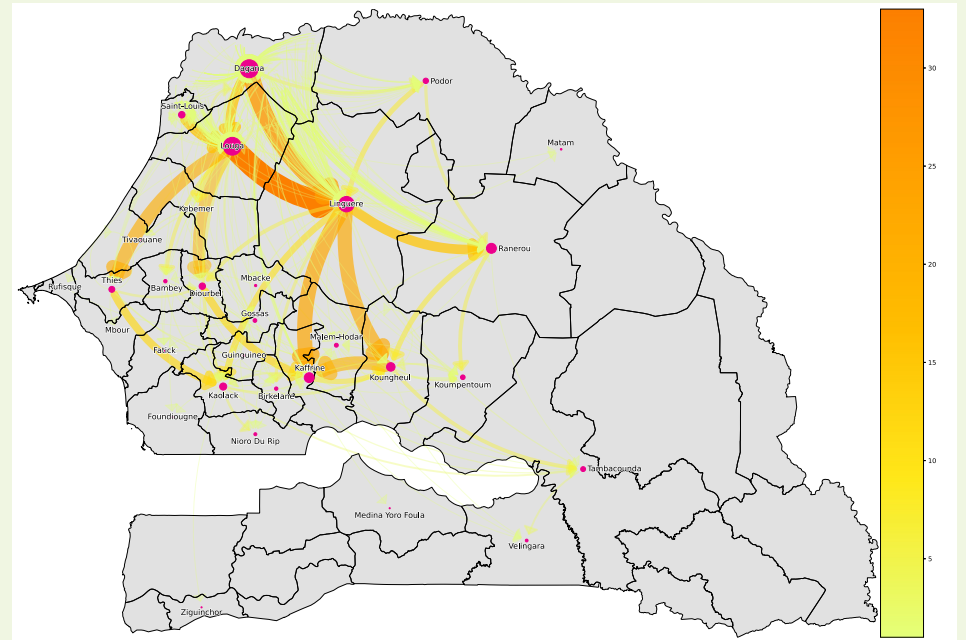 Dagana
Podor
Saint-Louis
Louga
Matam
Linguere
Kebemer
Tivaouane
Ranerou
Thies
Rufisque
Bambey
Diourbel
Mbacke
Gossas
Mbour
Malem-Hodar
Fatick
Guinguineo
Kaffrine
Koungheul
Koumpentoum
Kaolack
Birkelane
Foundiougne
Nioro Du Rip
Tambacounda
Medina Yoro Foula
Velingara
Ziguinchor
30
25
20
15
10
5